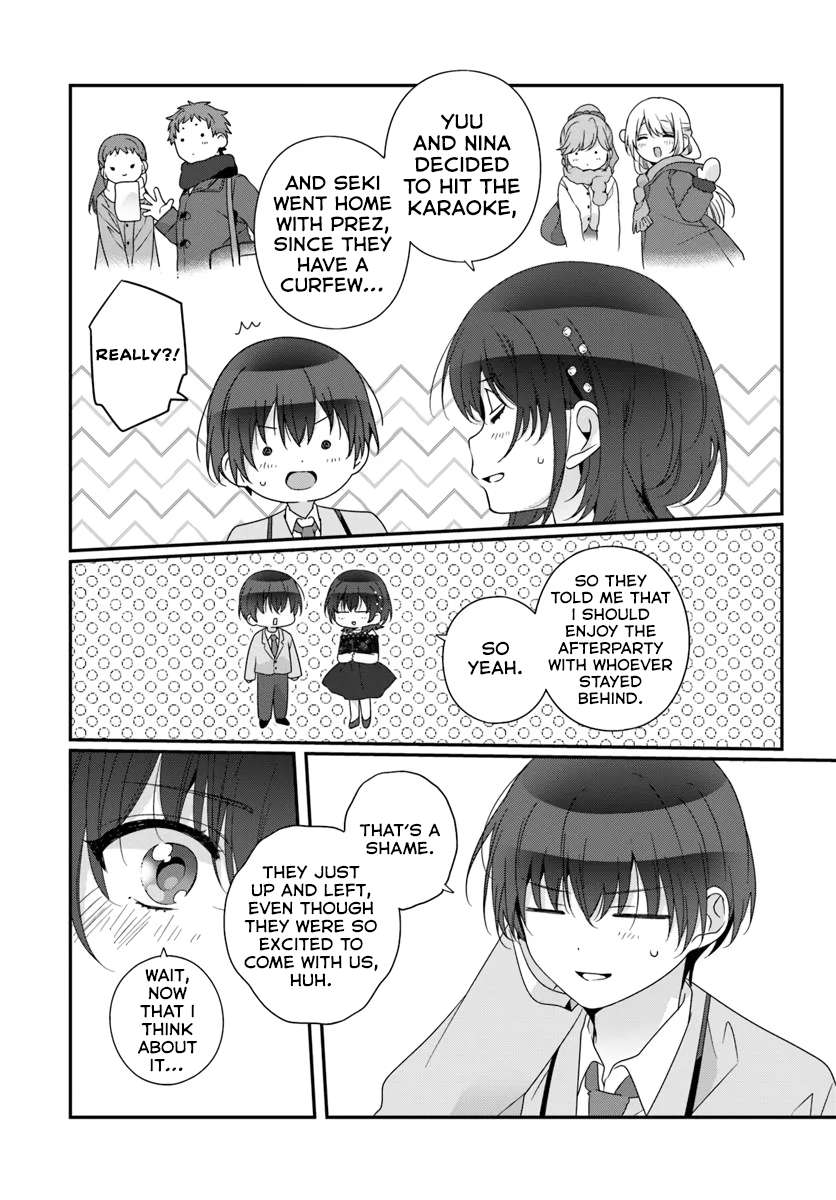 YUU
AND NINA
DECIDED
TO HIT THE
KARAOKE,
AND SEKI
WENT HOME
WITH PREZ,
SINCE THEY
HAVE A
CURFEW...
REALLY?!
SO THEY
TOLD ME THAT
I SHOULD
ENJOY THE
AFTERPARTY
WITH WHOEVER
STAYED
BEHIND.
SO
YEAH.
THAT'S A
SHAME.
THEY JUST
UP AND LEFT,
EVEN THOUGH
THEY WERE SO
EXCITED TO
COME WITH US,
HUH.
WAIT,
NOW
THAT I
THINK
ABOUT
IT...